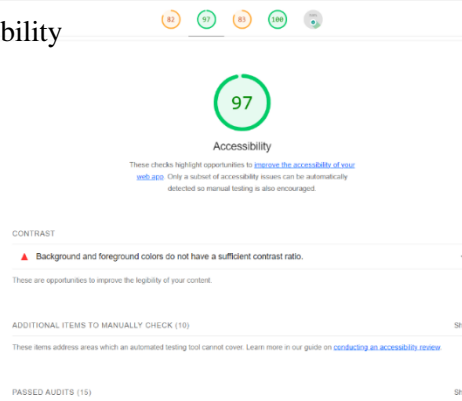 82 97 83 100
bility
97
Accessibility
These checks highlight opportunities to improve the accessibility of your
web app. Only a subset of accessibility issues can be automatically
detected so manual testing is also encouraged.
CONTRAST
Background and foreground colors do not have a sufficient contrast ratio.
These are opportunities to improve the legibility of your content.
ADDITIONAL ITEMS TO MANUALLY CHECK (10) Sh
These items address areas which an automated testing tool cannot cover. Learn more in our guide on conducting an accessibility review.
PASSED AUDITS (15) Sh